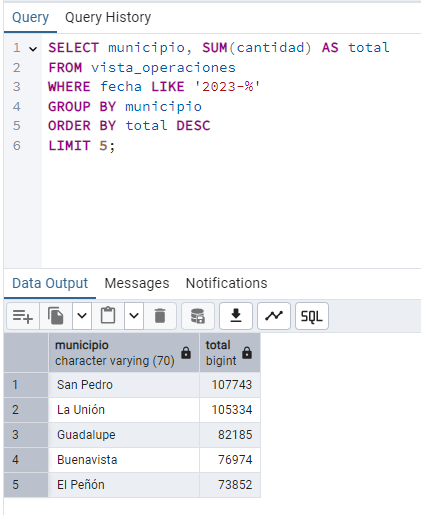 Query Query History
1 SELECT municipio, SUM(cantidad) AS total
2 FROM vista_operaciones
3 WHERE fecha LIKE '2023-%'
4 GROUP BY municipio
5 ORDER BY total DESC
6 LIMIT 5;
Data Output Messages Notifications
SQL
municipio total
character varying (70) bigint
1 San Pedro 107743
2 La Unión 105334
3 Guadalupe 82185
4 Buenavista 76974
5 El Peñón 73852